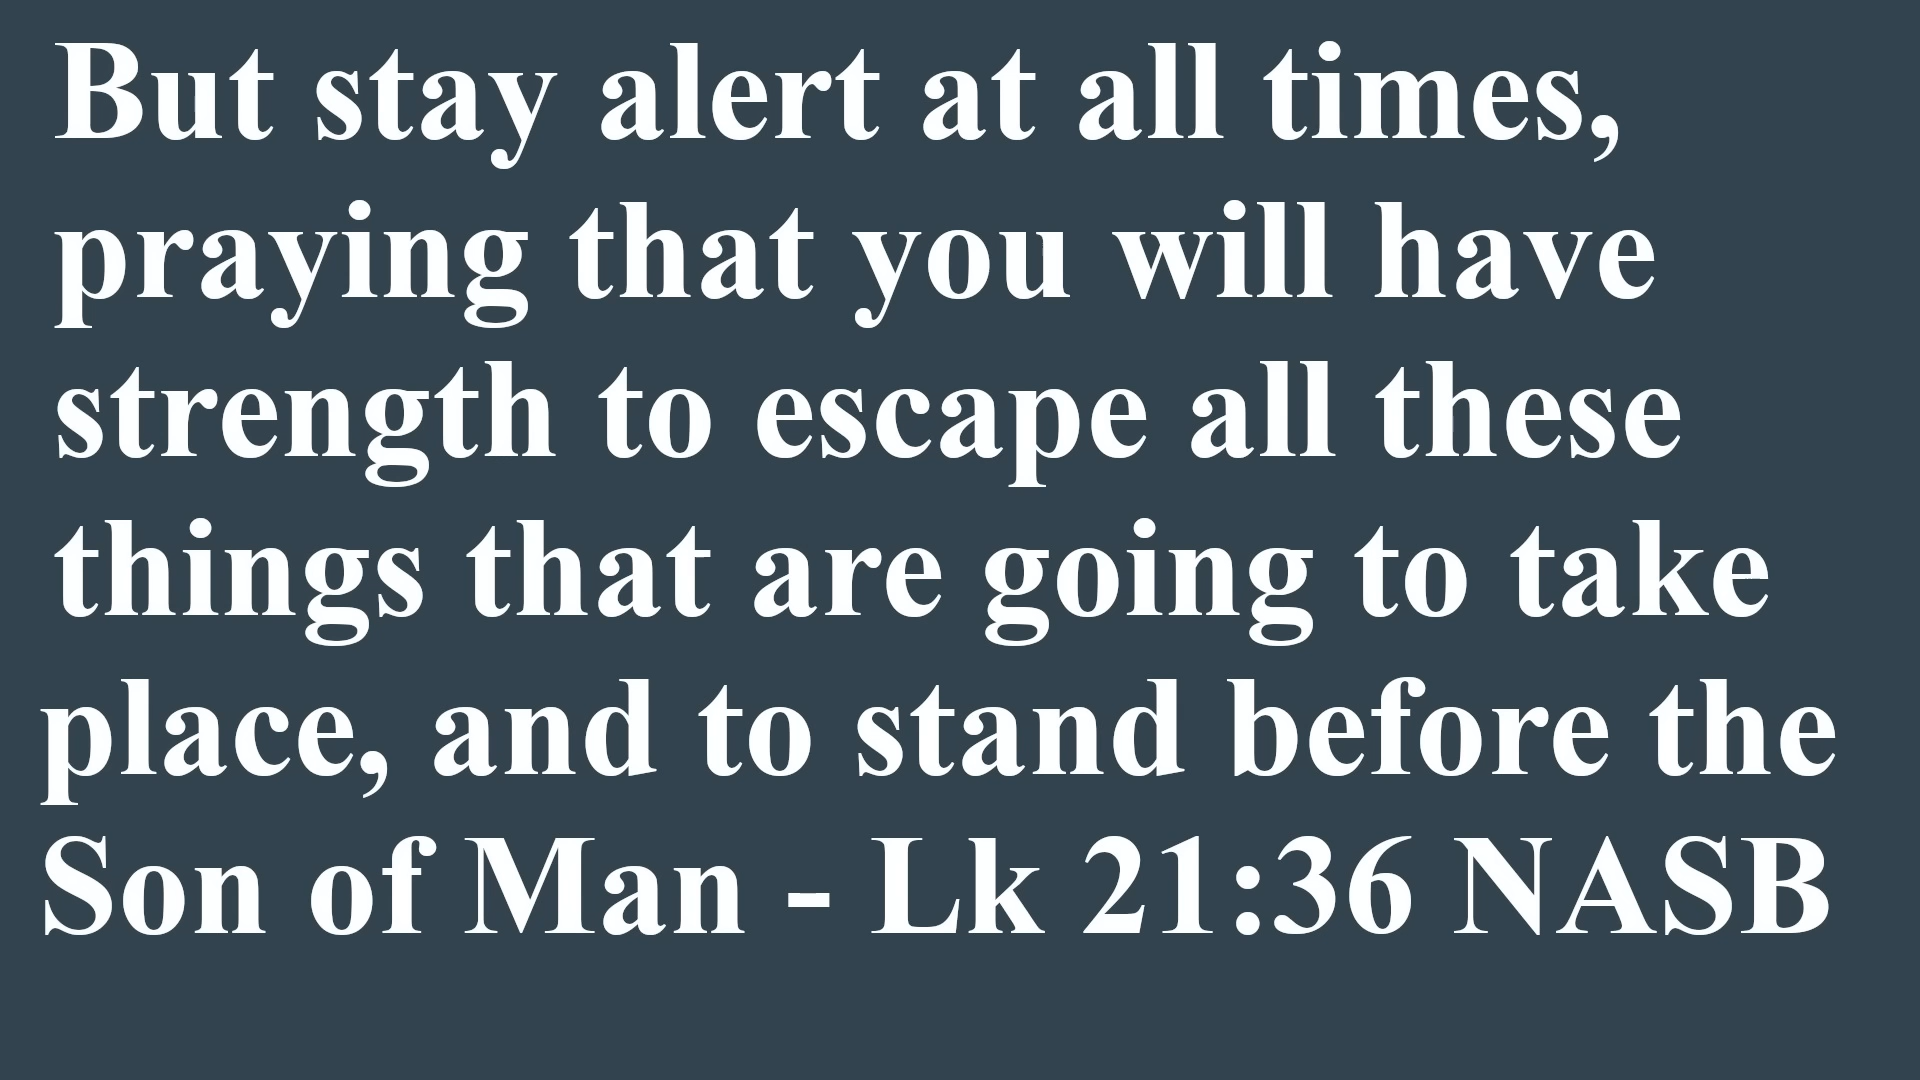 But stay alert at all times,
praying that you will have
strength to escape all these
things that are going to take
place, and to stand before the
Son of Man - Lk 21:36 NASB